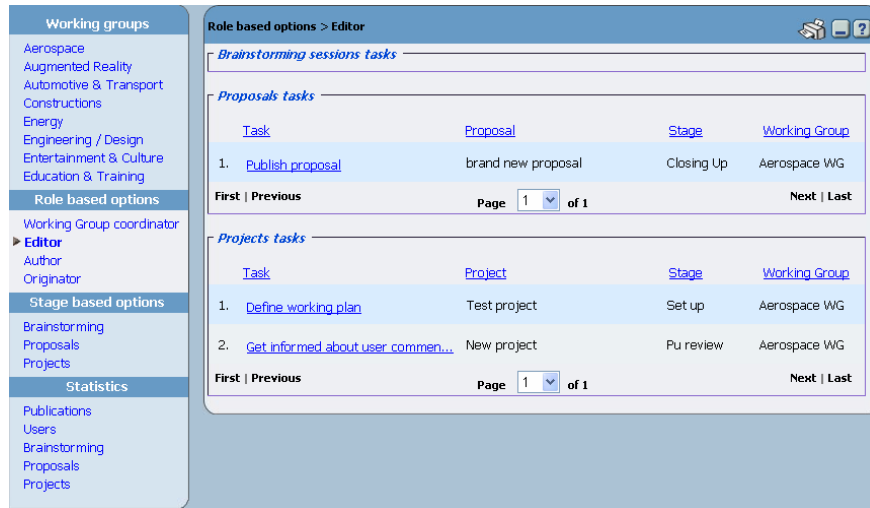 Working groups
Aerospace
Augmented Reality
Automotive & Transport
Constructions
Energy
Engineering / Design
Entertainment & Culture
Education & Training
Role based options
Working Group coordinator
Editor
Author
Originator
Stage based options
Brainstorming
Proposals
Projects
Statistics
Publications
Users
Brainstorming
Proposals
Projects
Role based options > Editor
?
Brainstorming sessions tasks
Proposals tasks
Task Proposal Stage Working Group
1. Publish proposal brand new proposal Closing Up Aerospace WG
First | Previous Page 1 of 1 Next | Last
Projects tasks
Task Project Stage Working Group
1. Define working plan Test project Set up Aerospace WG
2. Get informed about user commen... New project Pu review Aerospace WG
First | Previous Page 1 of 1 Next | Last